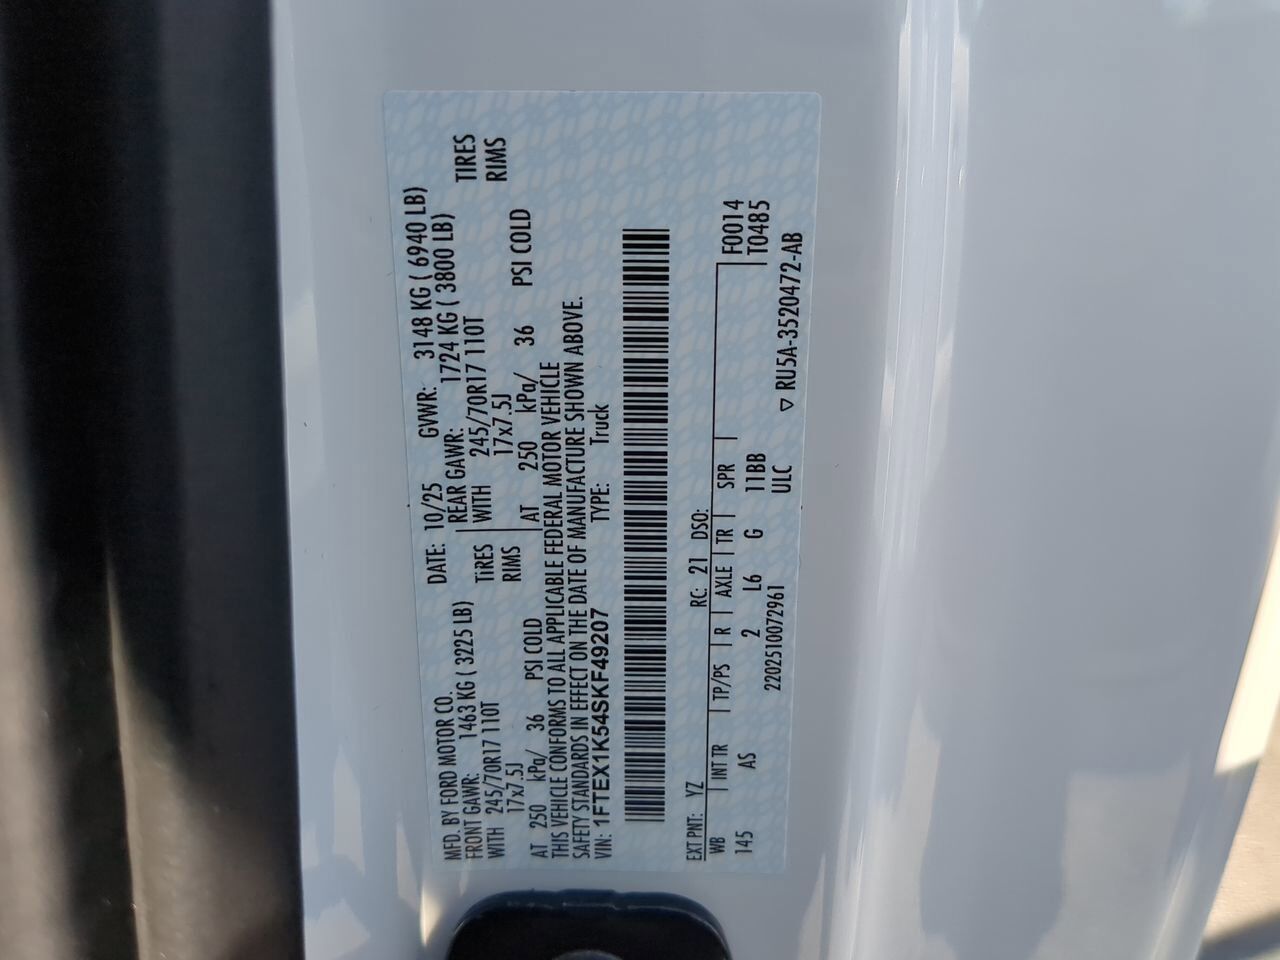 MFD. BY FORD MOTOR CO.
DATE: 10/25 GVWR: 3148 KG ( 6940 LB)
FRONT GAWR: 1463 KG ( 3225 LB) REAR GAWR: 1724 KG ( 3800 LB)
WITH 245/70R17 110T TIRES WITH 245/70R17 110T TIRES
17x7.5J RIMS 17x7.5J RIMS
AT 250 kPa/ 36 PSI COLD AT 250 kPa/ 36 PSI COLD
THIS VEHICLE CONFORMS TO ALL APPLICABLE FEDERAL MOTOR VEHICLE
SAFETY STANDARDS IN EFFECT ON THE DATE OF MANUFACTURE SHOWN ABOVE.
VIN: 1FTEX1K54SKF49207 TYPE: Truck
EXT PNT: YZ RC: 21 DSO:
WB INT TR TP/PS R AXLE TR SPR F0014
145 AS 2 L6 G 11BB T0485
2202510072961 ULC ▽ RU5A-3520472-AB